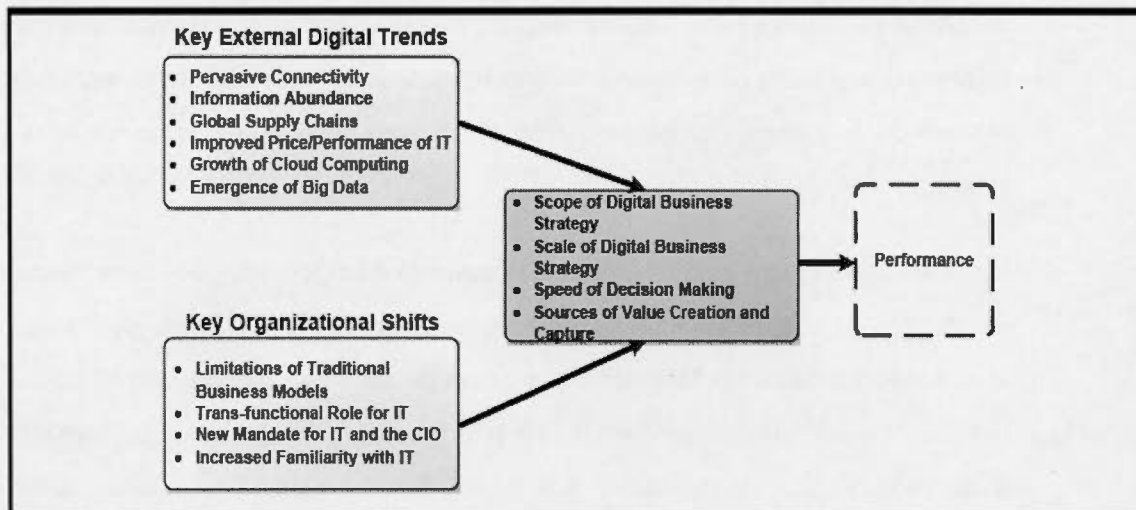 Key External Digital Trends
• Pervasive Connectivity
• Information Abundance
• Global Supply Chains
• Improved Price/Performance of IT
• Growth of Cloud Computing
• Emergence of Big Data
• Scope of Digital Business
Strategy
• Scale of Digital Business
Strategy
• Speed of Decision Making
• Sources of Value Creation and
Capture
Performance
Key Organizational Shifts
• Limitations of Traditional
Business Models
• Trans-functional Role for IT
• New Mandate for IT and the CIO
• Increased Familiarity with IT